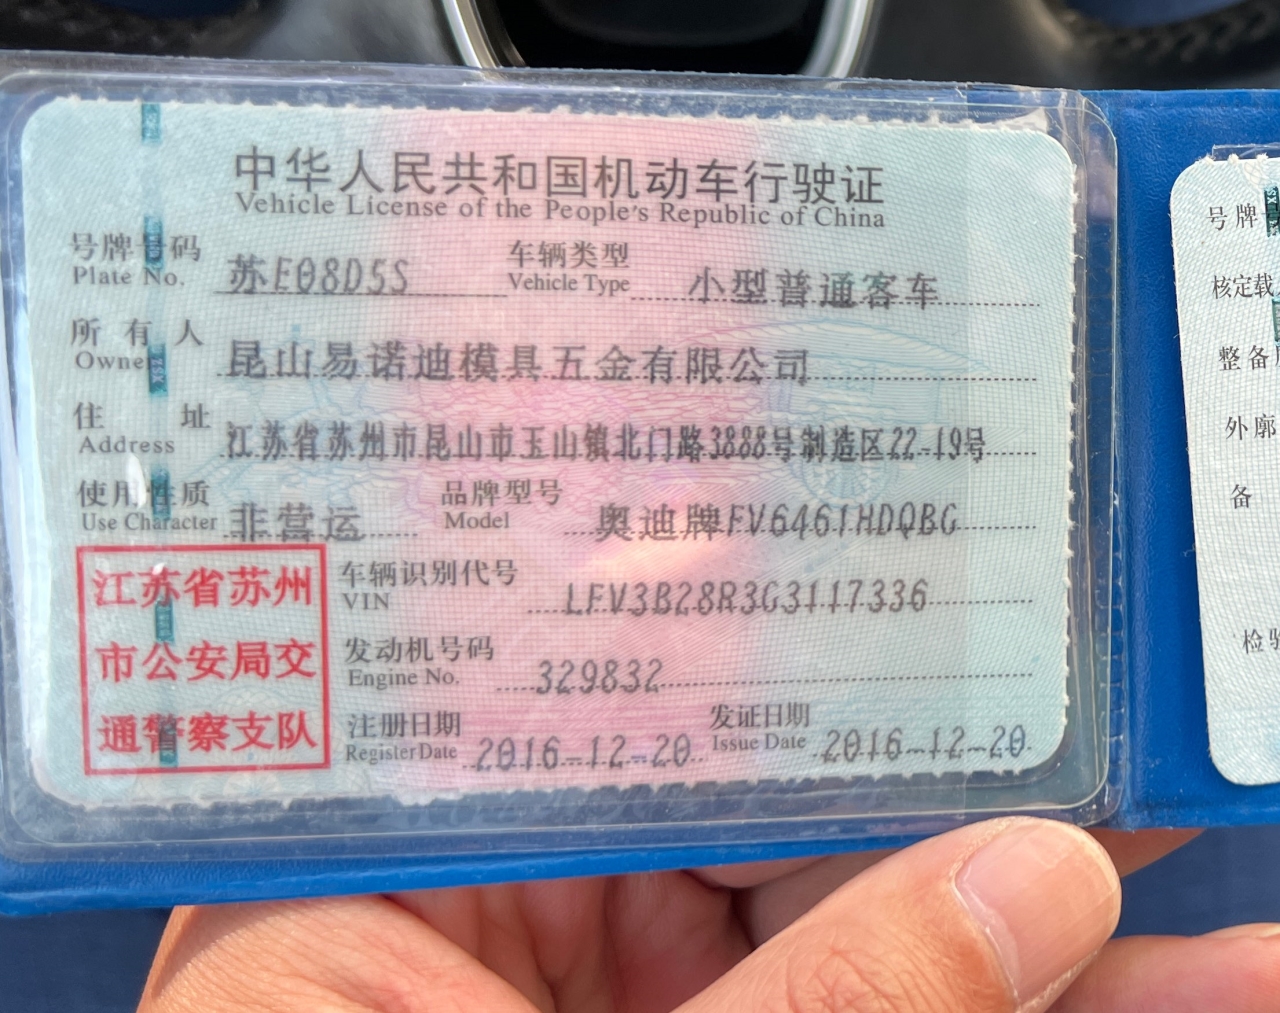 中华人民共和国机动车行驶证
Vehicle License of the People's Republic of China
号牌号码 苏E08D5S 车辆类型 小型普通客车
Plate No. Vehicle Type
所有人 昆山易诺迪模具五金有限公司
Owner
住址 江苏省苏州市昆山市玉山镇北门路3888号制造区22-19号
Address
使用性质 非营运 品牌型号 奥迪牌FV6461HDQBG
Use Character Model
江苏省苏州
市公安局交
通警察支队
车辆识别代号 LFV3B28R3G3117336
VIN
发动机号码 329832
Engine No.
注册日期 2016-12-20 发证日期 2016-12-20
Register Date Issue Date
号牌
核定载
整备
外廓
备
检验